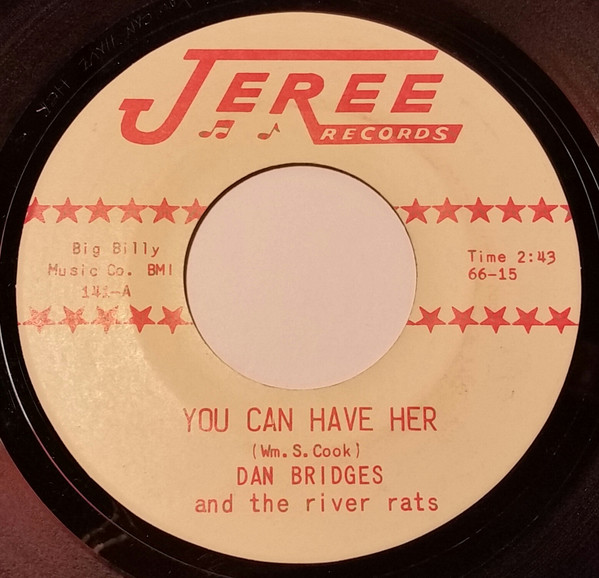 JEREE
RECORDS
Big Billy
Music Co. BMI
141-A
Time 2:43
66-15
YOU CAN HAVE HER
(Wm. S. Cook)
DAN BRIDGES
and the river rats